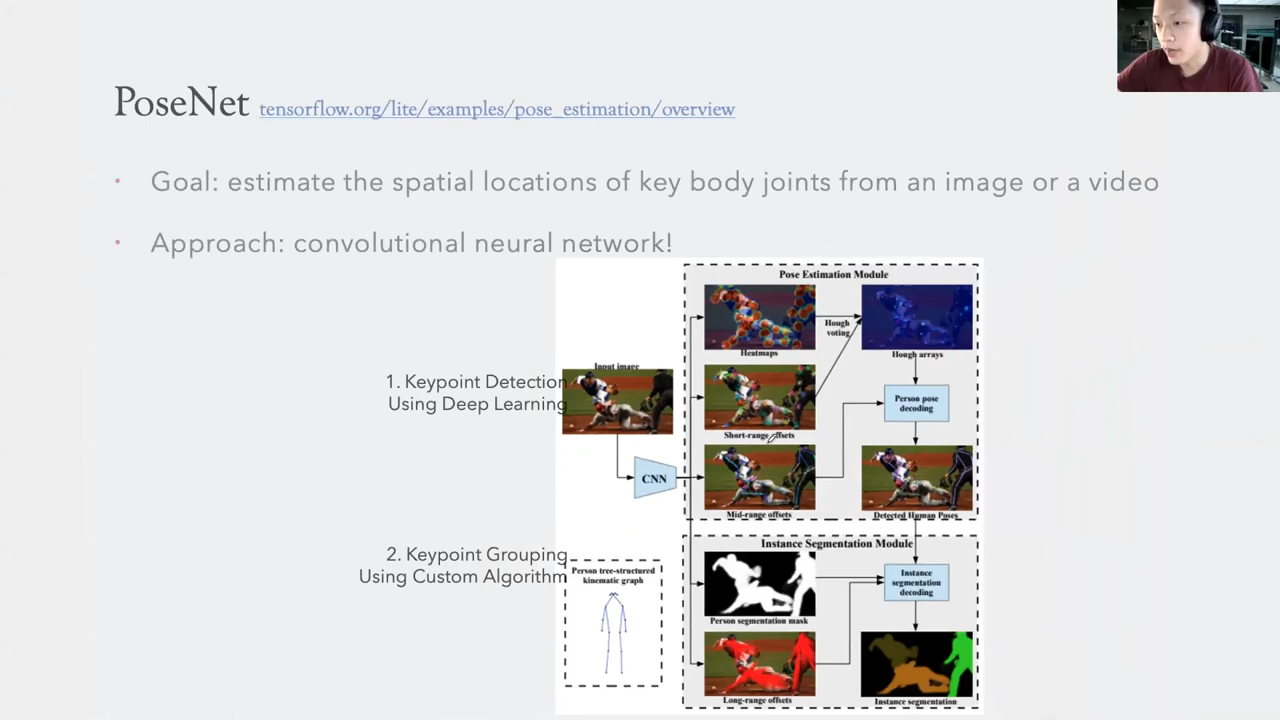 PoseNet tensorflow.org/lite/examples/pose_estimation/overview
• Goal: estimate the spatial locations of key body joints from an image or a video
• Approach: convolutional neural network!
1. Keypoint Detection
Using Deep Learning
2. Keypoint Grouping
Using Custom Algorithm
Input image
CNN
Person tree-structured
kinematic graph
Pose Estimation Module
Heatmaps
Hough
voting
Hough arrays
Short-range offsets
Person pose
decoding
Mid-range offsets
Detected Human Poses
Instance Segmentation Module
Person segmentation mask
Instance
segmentation
decoding
Long-range offsets
Instance segmentation